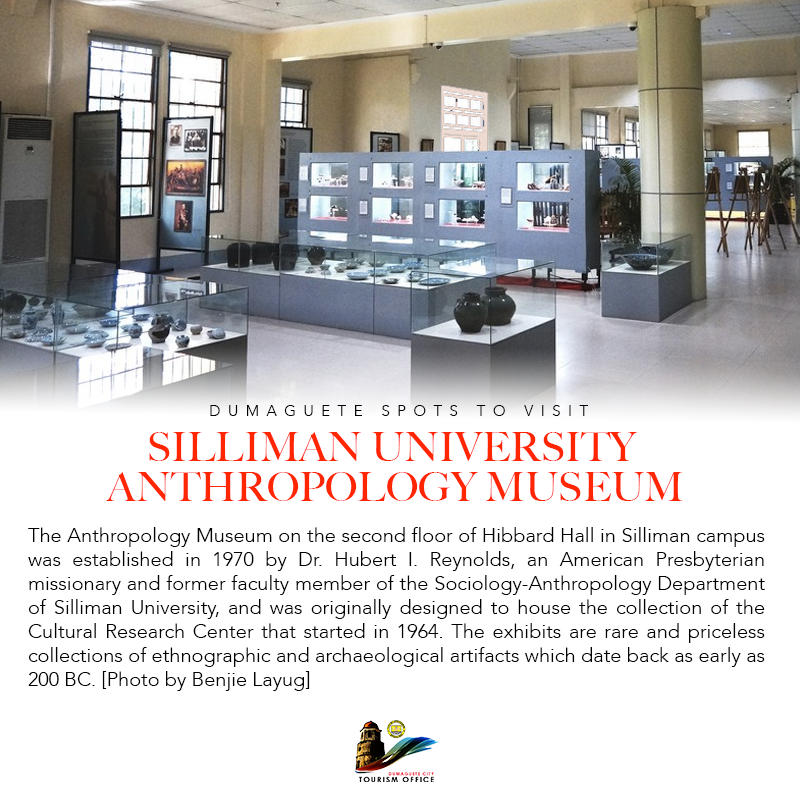 DUMAGUETE SPOTS TO VISIT
SILLIMAN UNIVERSITY
ANTHROPOLOGY MUSEUM
The Anthropology Museum on the second floor of Hibbard Hall in Silliman campus
was established in 1970 by Dr. Hubert I. Reynolds, an American Presbyterian
missionary and former faculty member of the Sociology-Anthropology Department
of Silliman University, and was originally designed to house the collection of the
Cultural Research Center that started in 1964. The exhibits are rare and priceless
collections of ethnographic and archaeological artifacts which date back as early as
200 BC. [Photo by Benjie Layug]
DUMAGUETE CITY
TOURISM OFFICE